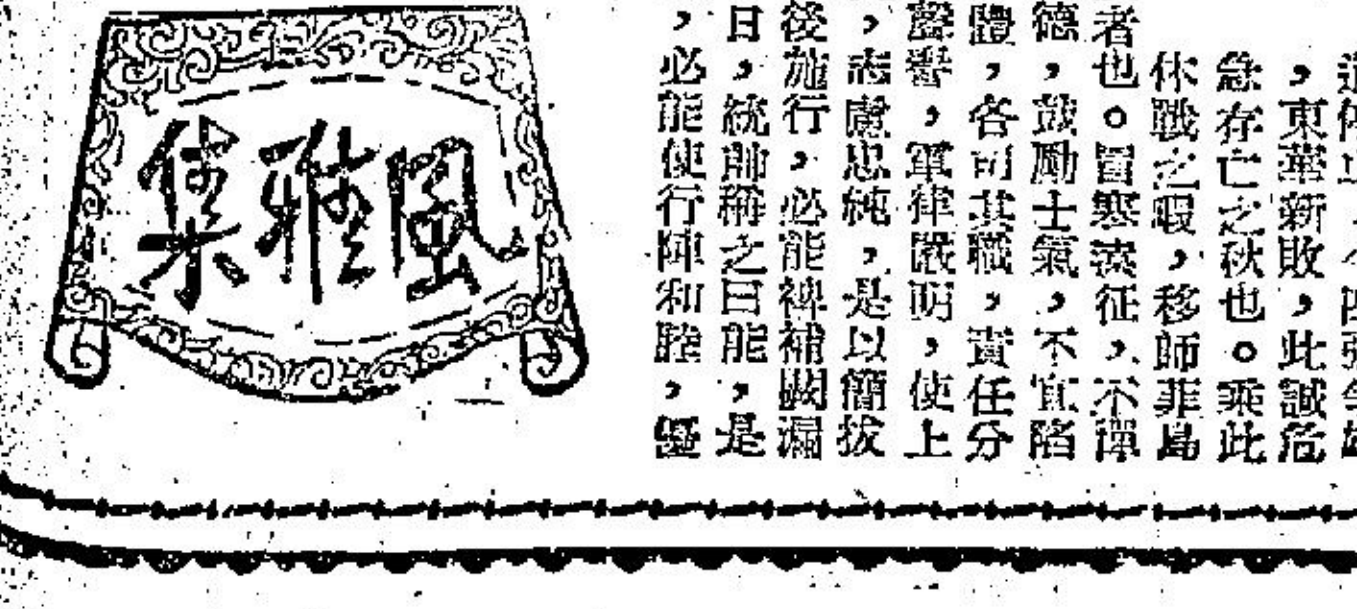 ，東華新敗，此誠危
急存亡之秋也。乘此
休戰之暇，移師菲島
者也。冒寒遠征，不憚
德，鼓勵士氣，不宜陷
體，各司其職，責任分
聲譽，軍律嚴明，使上
，志慮忠純，是以簡拔
後施行，必能裨補闕漏
日，統帥稱之曰能，是
，必能使行陣和睦，優
風雅集